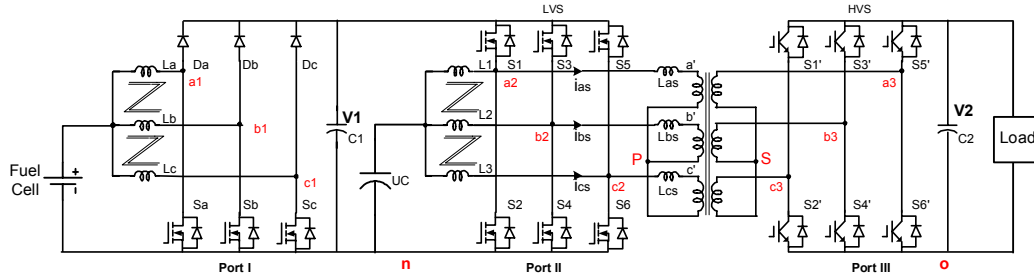 LVS
HVS
La Da Db Dc
L1 S1 S3 S5
Las a'
S1' S3' S5'
a1
a2
ias
a3
Lb
b1
V1
C1
L2
b2
ibs
Lbs b'
P
S
b3
V2
C2
Load
Fuel
Cell
+
-
Lc
c1
UC
L3
ics
c2
Lcs c'
c3
Sa Sb Sc
S2 S4 S6
S2' S4' S6'
Port I
n
Port II
Port III
o